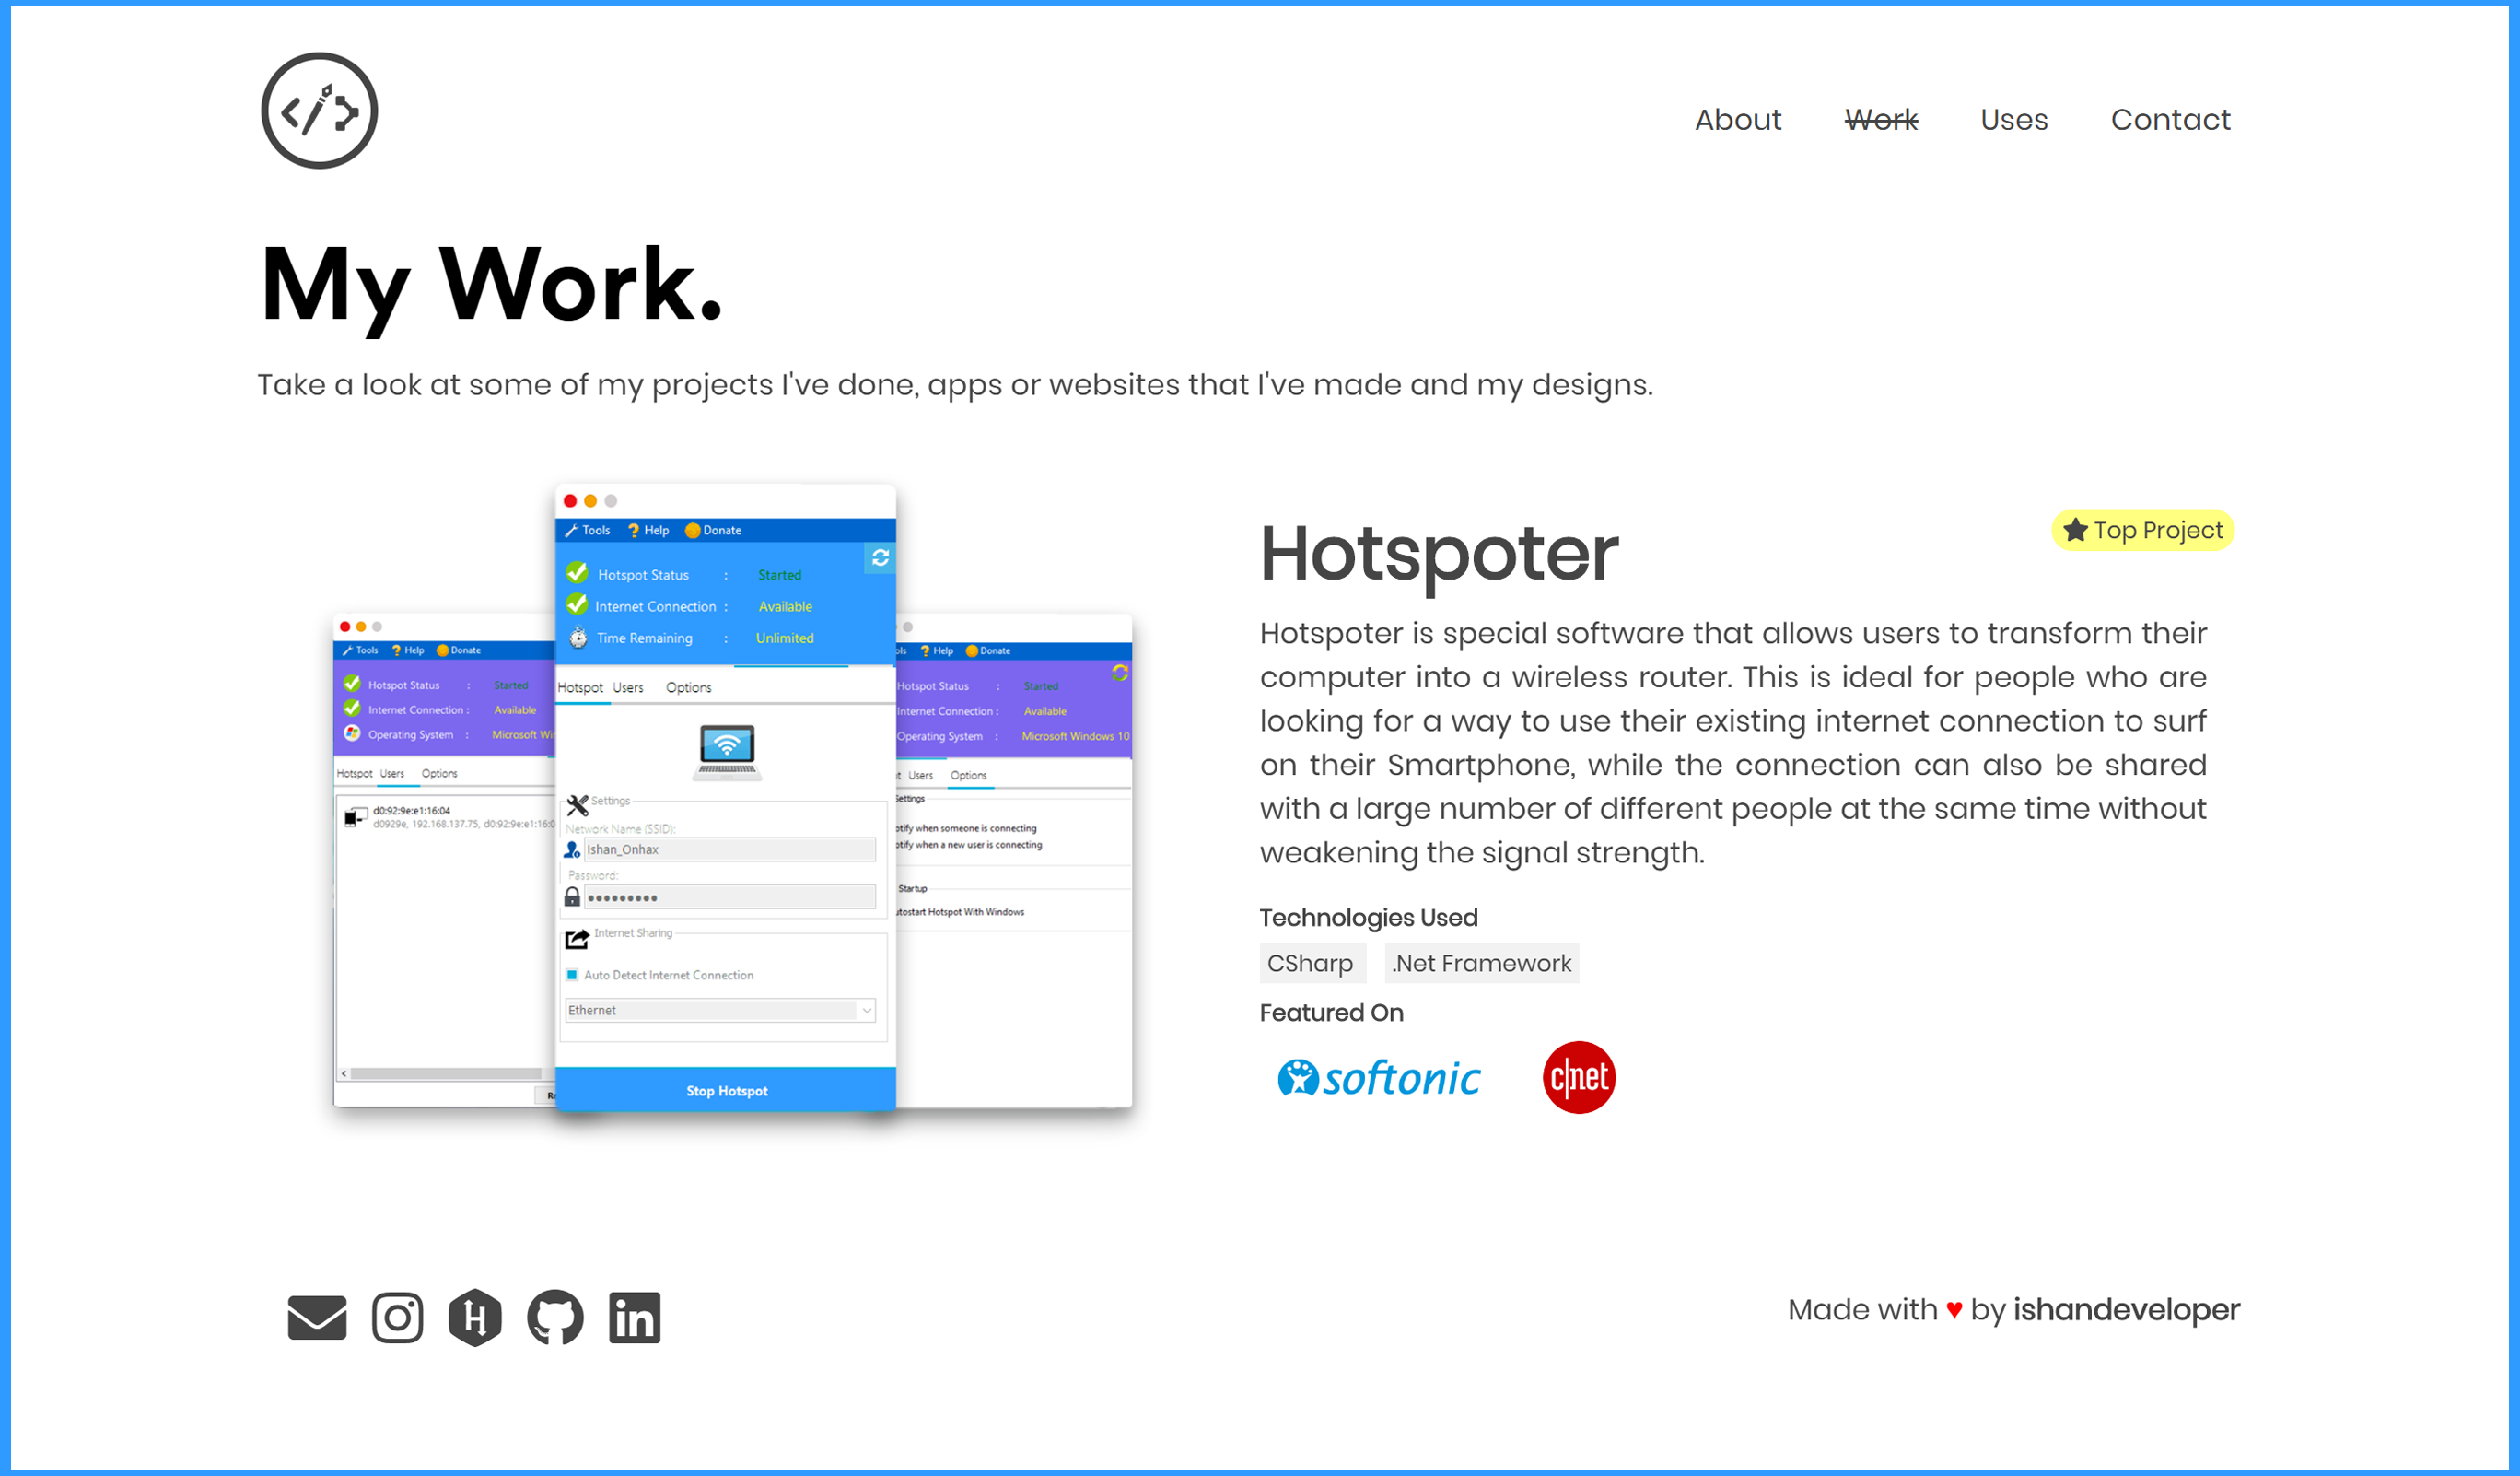 About Work Uses Contact
My Work.
Take a look at some of my projects I've done, apps or websites that I've made and my designs.
Tools Help Donate
Hotspot Status : Started
Internet Connection : Available
Time Remaining : Unlimited
Hotspot Users Options
Settings
Network Name (SSID):
Ishan_Onhax
Password:
Internet Sharing
Auto Detect Internet Connection
Ethernet
Stop Hotspot
Tools Help Donate
Hotspot Status : Started
Internet Connection : Available
Operating System : Microsoft
Hotspot Users Options
d0:92:9e:e1:16:04
d0929e, 192.168.137.75, d0:92:9e:e1:16:0
Help Donate
Hotspot Status : Started
Internet Connection : Available
Operating System : Microsoft Windows 10
Users Options
ettings
otify when someone is connecting
otify when a new user is connecting
Startup
utostart Hotspot With Windows
Hotspoter
Top Project
Hotspoter is special software that allows users to transform their
computer into a wireless router. This is ideal for people who are
looking for a way to use their existing internet connection to surf
on their Smartphone, while the connection can also be shared
with a large number of different people at the same time without
weakening the signal strength.
Technologies Used
CSharp .Net Framework
Featured On
softonic c|net
Made with ♥ by ishandeveloper